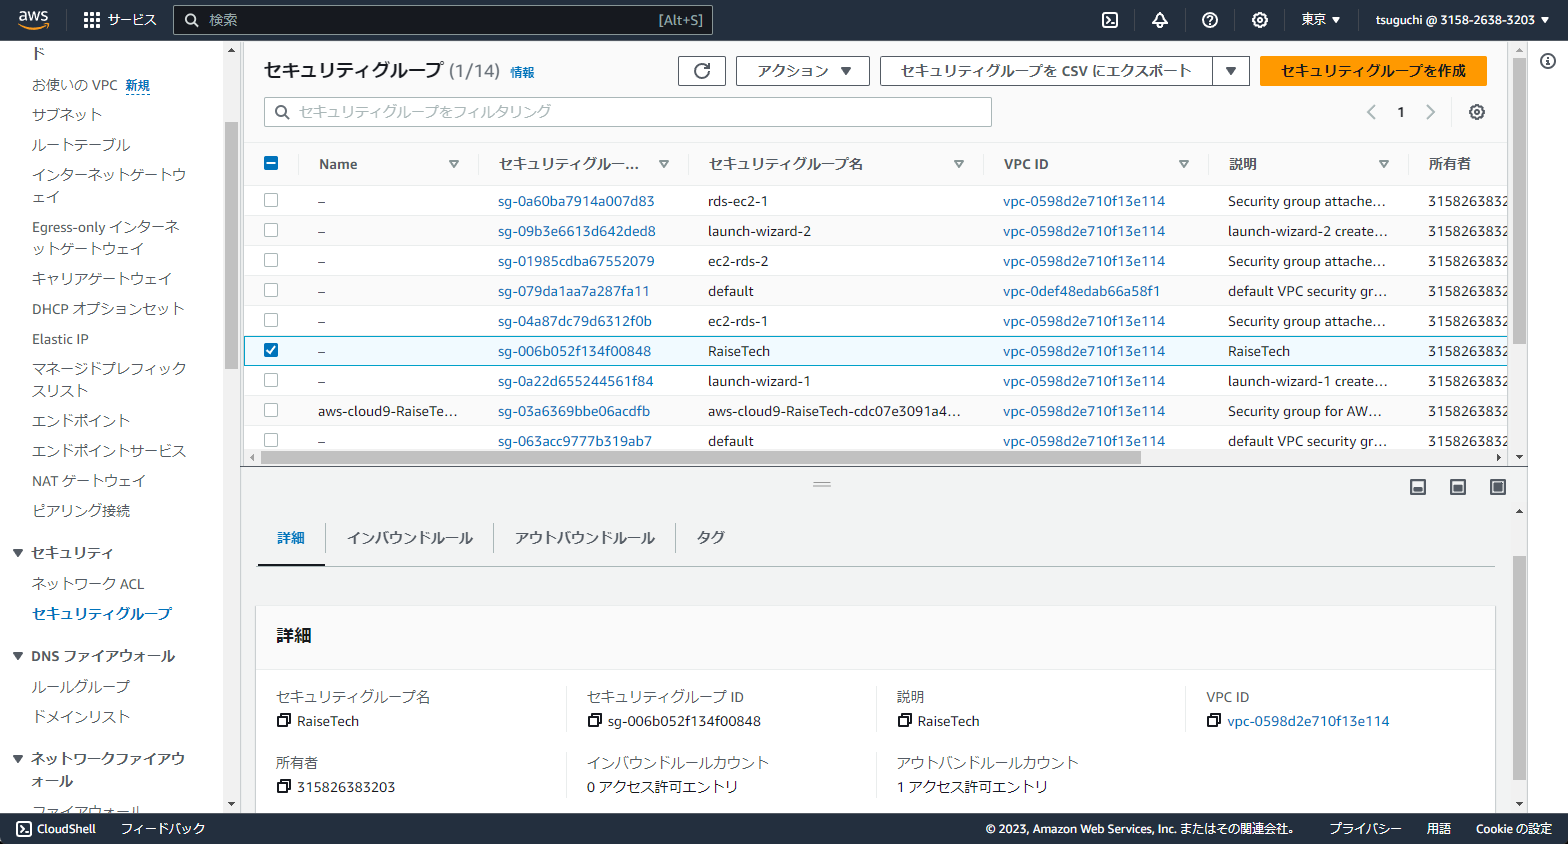 aws
サービス
検索
[Alt+S]
東京
tsuguchi @ 3158-2638-3203
ド
お使いの VPC 新規
サブネット
ルートテーブル
インターネットゲートウ
ェイ
Egress-only インターネ
ットゲートウェイ
キャリアゲートウェイ
DHCP オプションセット
Elastic IP
マネージドプレフィック
スリスト
エンドポイント
エンドポイントサービス
NAT ゲートウェイ
ピアリング接続
セキュリティ
ネットワーク ACL
セキュリティグループ
DNS ファイアウォール
ルールグループ
ドメインリスト
ネットワークファイアウ
ォール
ファイアウォール
セキュリティグループ (1/14) 情報
アクション
セキュリティグループを CSV にエクスポート
セキュリティグループを作成
セキュリティグループをフィルタリング
1
Name セキュリティグルー... セキュリティグループ名 VPC ID 説明 所有者
– sg-0a60ba7914a007d83 rds-ec2-1 vpc-0598d2e710f13e114 Security group attache... 3158263832
– sg-09b3e6613d642ded8 launch-wizard-2 vpc-0598d2e710f13e114 launch-wizard-2 create... 3158263832
– sg-01985cdba67552079 ec2-rds-2 vpc-0598d2e710f13e114 Security group attache... 3158263832
– sg-079da1aa7a287fa11 default vpc-0def48edab66a58f1 default VPC security gr... 3158263832
– sg-04a87dc79d6312f0b ec2-rds-1 vpc-0598d2e710f13e114 Security group attache... 3158263832
– sg-006b052f134f00848 RaiseTech vpc-0598d2e710f13e114 RaiseTech 3158263832
– sg-0a22d655244561f84 launch-wizard-1 vpc-0598d2e710f13e114 launch-wizard-1 create... 3158263832
aws-cloud9-RaiseTe... sg-03a6369bbe06acdfb aws-cloud9-RaiseTech-cdc07e3091a4... vpc-0598d2e710f13e114 Security group for AW... 3158263832
– sg-063acc9777b319ab7 default vpc-0598d2e710f13e114 default VPC security gr... 3158263832
詳細 インバウンドルール アウトバウンドルール タグ
詳細
セキュリティグループ名
RaiseTech
セキュリティグループ ID
sg-006b052f134f00848
説明
RaiseTech
VPC ID
vpc-0598d2e710f13e114
所有者
315826383203
インバウンドルールカウント
0 アクセス許可エントリ
アウトバンドルールカウント
1 アクセス許可エントリ
CloudShell
フィードバック
© 2023, Amazon Web Services, Inc. またはその関連会社。
プライバシー
用語
Cookie の設定